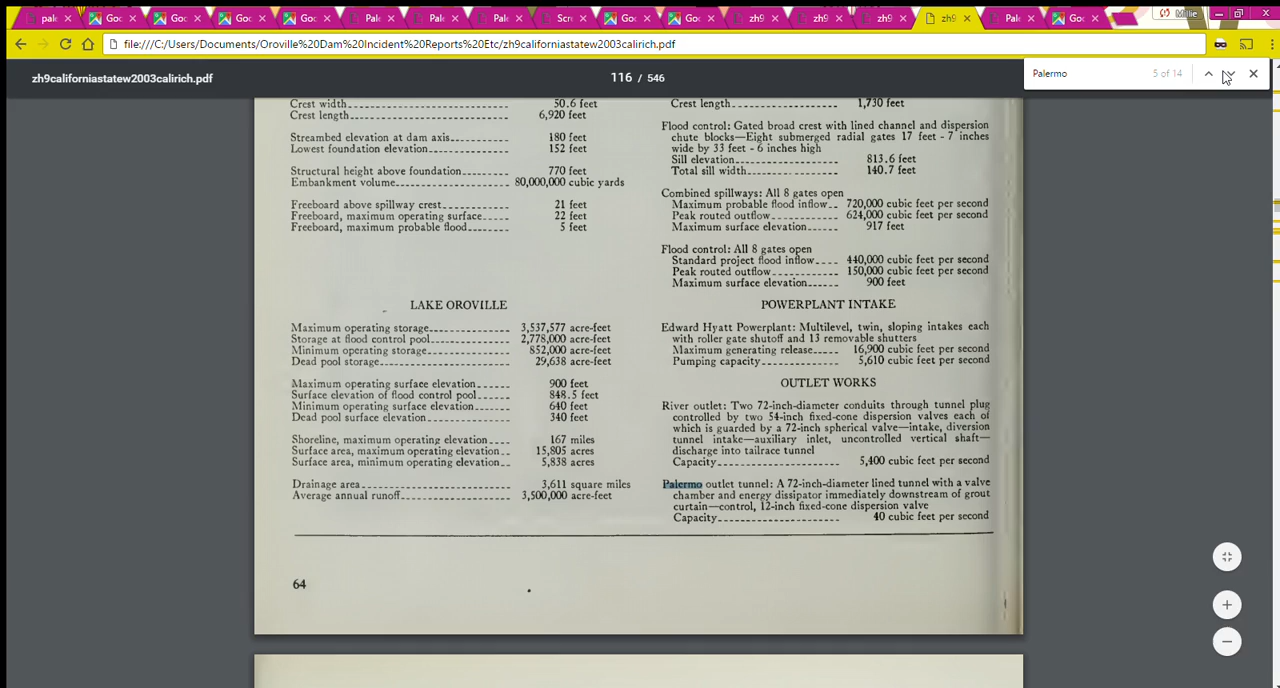 pale
Goo
Goo
Goo
Goo
Pale
Pale
Pale
Scre
Goo
Goo
zh9
zh9
zh9
zh9
Pale
Goo
Millie
file:///C:/Users/Documents/Oroville%20Dam%20Incident%20Reports%20Etc/zh9californiastatew2003calirich.pdf
zh9californiastatew2003calirich.pdf
116 / 546
Palermo 5 of 14
Crest width 50.6 feet
Crest length 6,920 feet
Streambed elevation at dam axis 180 feet
Lowest foundation elevation 152 feet
Structural height above foundation 770 feet
Embankment volume 80,000,000 cubic yards
Freeboard above spillway crest 21 feet
Freeboard, maximum operating surface 22 feet
Freeboard, maximum probable flood 5 feet
LAKE OROVILLE
Maximum operating storage 3,537,577 acre-feet
Storage at flood control pool 2,778,000 acre-feet
Minimum operating storage 852,000 acre-feet
Dead pool storage 29,638 acre-feet
Maximum operating surface elevation 900 feet
Surface elevation of flood control pool 848.5 feet
Minimum operating surface elevation 640 feet
Dead pool surface elevation 340 feet
Shoreline, maximum operating elevation 167 miles
Surface area, maximum operating elevation 15,805 acres
Surface area, minimum operating elevation 5,838 acres
Drainage area 3,611 square miles
Average annual runoff 3,500,000 acre-feet
Crest length 1,730 feet
Flood control: Gated broad crest with lined channel and dispersion
chute blocks—Eight submerged radial gates 17 feet - 7 inches
wide by 33 feet - 6 inches high
Sill elevation 813.6 feet
Total sill width 140.7 feet
Combined spillways: All 8 gates open
Maximum probable flood inflow 720,000 cubic feet per second
Peak routed outflow 624,000 cubic feet per second
Maximum surface elevation 917 feet
Flood control: All 8 gates open
Standard project flood inflow 440,000 cubic feet per second
Peak routed outflow 150,000 cubic feet per second
Maximum surface elevation 900 feet
POWERPLANT INTAKE
Edward Hyatt Powerplant: Multilevel, twin, sloping intakes each
with roller gate shutoff and 13 removable shutters
Maximum generating release 16,900 cubic feet per second
Pumping capacity 5,610 cubic feet per second
OUTLET WORKS
River outlet: Two 72-inch-diameter conduits through tunnel plug
controlled by two 54-inch fixed-cone dispersion valves each of
which is guarded by a 72-inch spherical valve—intake, diversion
tunnel intake—auxiliary inlet, uncontrolled vertical shaft—
discharge into tailrace tunnel
Capacity 5,400 cubic feet per second
Palermo outlet tunnel: A 72-inch-diameter lined tunnel with a valve
chamber and energy dissipator immediately downstream of grout
curtain—control, 12-inch fixed-cone dispersion valve
Capacity 40 cubic feet per second
64